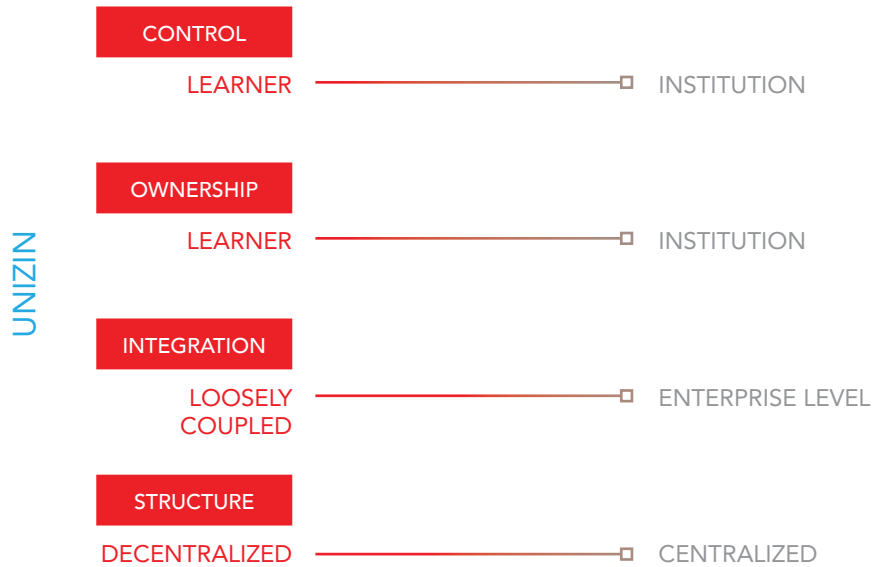 UNIZIN
CONTROL
LEARNER
INSTITUTION
OWNERSHIP
LEARNER
INSTITUTION
INTEGRATION
LOOSELY
COUPLED
ENTERPRISE LEVEL
STRUCTURE
DECENTRALIZED
CENTRALIZED